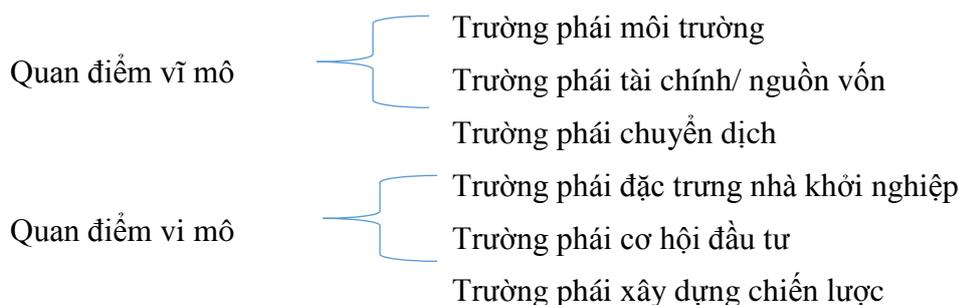 Trường phái môi trường
Quan điểm vĩ mô
Trường phái tài chính/ nguồn vốn
Trường phái chuyển dịch
Trường phái đặc trưng nhà khởi nghiệp
Quan điểm vi mô
Trường phái cơ hội đầu tư
Trường phái xây dựng chiến lược